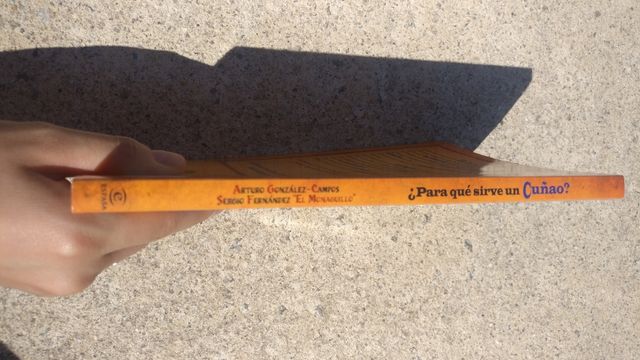 ESPASA
ARTURO GONZÁLEZ-CAMPOS
SERGIO FERNÁNDEZ "EL MONAGUILLO"
¿Para qué sirve un Cuñao?